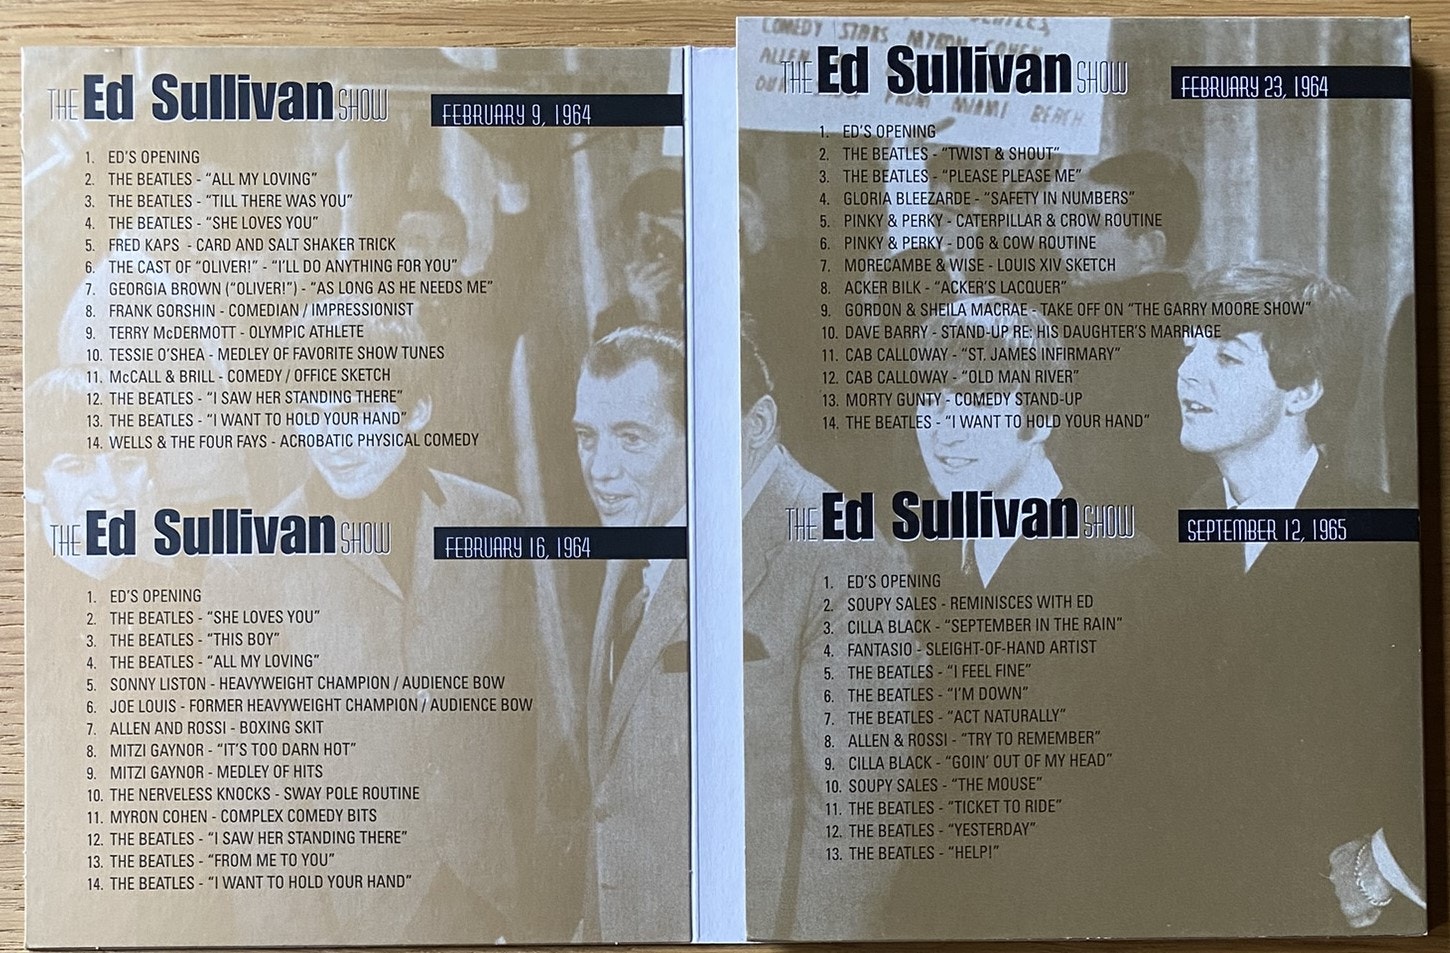 THE Ed Sullivan SHOW
FEBRUARY 9, 1964
1. ED'S OPENING
2. THE BEATLES - "ALL MY LOVING"
3. THE BEATLES - "TILL THERE WAS YOU"
4. THE BEATLES - "SHE LOVES YOU"
5. FRED KAPS - CARD AND SALT SHAKER TRICK
6. THE CAST OF "OLIVER!" - "I'LL DO ANYTHING FOR YOU"
7. GEORGIA BROWN ("OLIVER!") - "AS LONG AS HE NEEDS ME"
8. FRANK GORSHIN - COMEDIAN / IMPRESSIONIST
9. TERRY McDERMOTT - OLYMPIC ATHLETE
10. TESSIE O'SHEA - MEDLEY OF FAVORITE SHOW TUNES
11. McCALL & BRILL - COMEDY / OFFICE SKETCH
12. THE BEATLES - "I SAW HER STANDING THERE"
13. THE BEATLES - "I WANT TO HOLD YOUR HAND"
14. WELLS & THE FOUR FAYS - ACROBATIC PHYSICAL COMEDY
THE Ed Sullivan SHOW
FEBRUARY 16, 1964
1. ED'S OPENING
2. THE BEATLES - "SHE LOVES YOU"
3. THE BEATLES - "THIS BOY"
4. THE BEATLES - "ALL MY LOVING"
5. SONNY LISTON - HEAVYWEIGHT CHAMPION / AUDIENCE BOW
6. JOE LOUIS - FORMER HEAVYWEIGHT CHAMPION / AUDIENCE BOW
7. ALLEN AND ROSSI - BOXING SKIT
8. MITZI GAYNOR - "IT'S TOO DARN HOT"
9. MITZI GAYNOR - MEDLEY OF HITS
10. THE NERVELESS KNOCKS - SWAY POLE ROUTINE
11. MYRON COHEN - COMPLEX COMEDY BITS
12. THE BEATLES - "I SAW HER STANDING THERE"
13. THE BEATLES - "FROM ME TO YOU"
14. THE BEATLES - "I WANT TO HOLD YOUR HAND"
COMEDY STARS MYRON COHEN
ALLEN
FROM MIAMI BEACH
THE Ed Sullivan SHOW
FEBRUARY 23, 1964
1. ED'S OPENING
2. THE BEATLES - "TWIST & SHOUT"
3. THE BEATLES - "PLEASE PLEASE ME"
4. GLORIA BLEEZARDE - "SAFETY IN NUMBERS"
5. PINKY & PERKY - CATERPILLAR & CROW ROUTINE
6. PINKY & PERKY - DOG & COW ROUTINE
7. MORECAMBE & WISE - LOUIS XIV SKETCH
8. ACKER BILK - "ACKER'S LACQUER"
9. GORDON & SHEILA MACRAE - TAKE OFF ON "THE GARRY MOORE SHOW"
10. DAVE BARRY - STAND-UP RE: HIS DAUGHTER'S MARRIAGE
11. CAB CALLOWAY - "ST. JAMES INFIRMARY"
12. CAB CALLOWAY - "OLD MAN RIVER"
13. MORTY GUNTY - COMEDY STAND-UP
14. THE BEATLES - "I WANT TO HOLD YOUR HAND"
THE Ed Sullivan SHOW
SEPTEMBER 12, 1965
1. ED'S OPENING
2. SOUPY SALES - REMINISCES WITH ED
3. CILLA BLACK - "SEPTEMBER IN THE RAIN"
4. FANTASIO - SLEIGHT-OF-HAND ARTIST
5. THE BEATLES - "I FEEL FINE"
6. THE BEATLES - "I'M DOWN"
7. THE BEATLES - "ACT NATURALLY"
8. ALLEN & ROSSI - "TRY TO REMEMBER"
9. CILLA BLACK - "GOIN' OUT OF MY HEAD"
10. SOUPY SALES - "THE MOUSE"
11. THE BEATLES - "TICKET TO RIDE"
12. THE BEATLES - "YESTERDAY"
13. THE BEATLES - "HELP!"